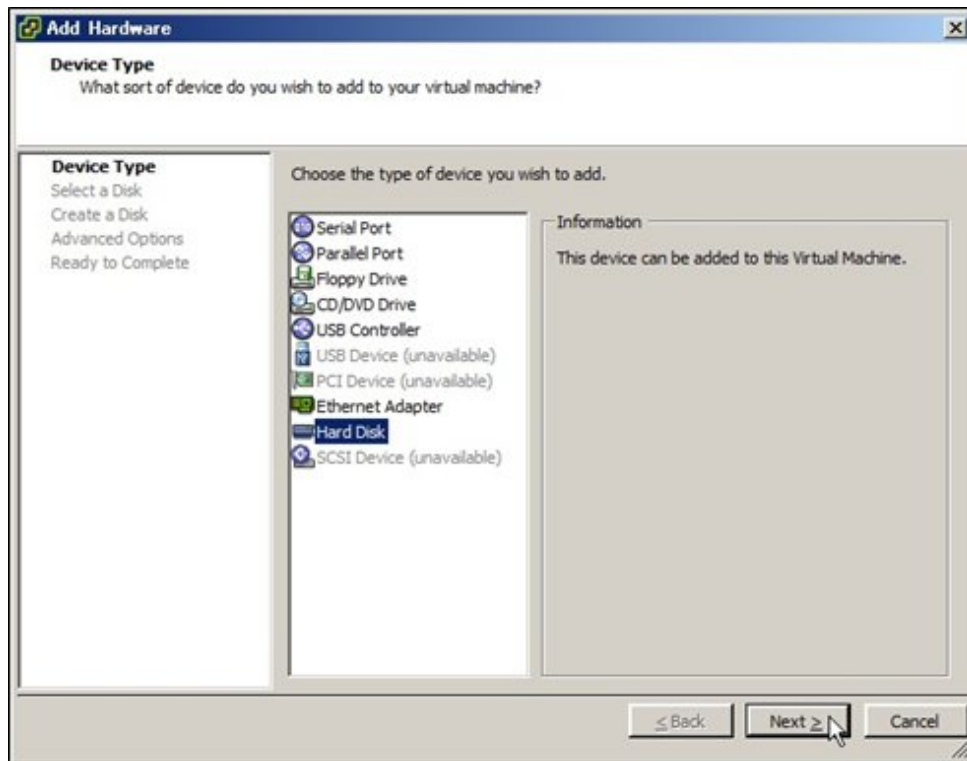 Add Hardware
Device Type
What sort of device do you wish to add to your virtual machine?
Device Type
Select a Disk
Create a Disk
Advanced Options
Ready to Complete
Choose the type of device you wish to add.
Serial Port
Parallel Port
Floppy Drive
CD/DVD Drive
USB Controller
USB Device (unavailable)
PCI Device (unavailable)
Ethernet Adapter
Hard Disk
SCSI Device (unavailable)
Information
This device can be added to this Virtual Machine.
< Back
Next >
Cancel